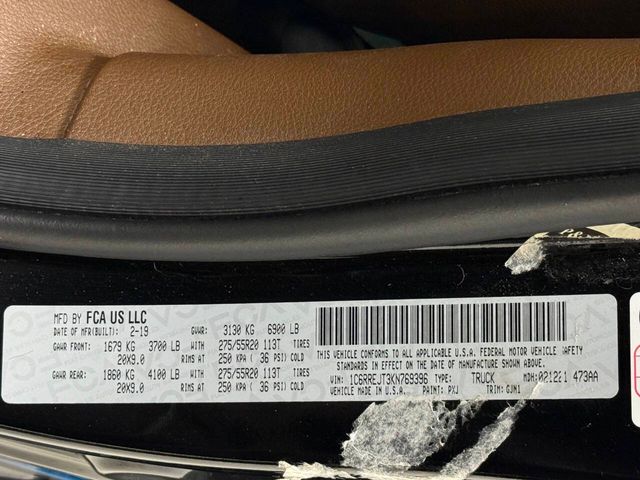 MFD BY FCA US LLC
DATE OF MFR(BUILT): 2-19 GVWR: 3130 KG 6900 LB
GAWR FRONT: 1679 KG 3700 LB WITH 275/55R20 113T TIRES
20X9.0 RIMS AT 250 KPA ( 36 PSI) COLD
GAWR REAR: 1860 KG 4100 LB WITH 275/55R20 113T TIRES
20X9.0 RIMS AT 250 KPA ( 36 PSI) COLD
THIS VEHICLE CONFORMS TO ALL APPLICABLE U.S.A. FEDERAL MOTOR VEHICLE SAFETY
STANDARDS IN EFFECT ON THE DATE OF MANUFACTURE SHOWN ABOVE.
VIN: 1C6RREJT3KN769396 TYPE: TRUCK MDH: 021221 473AA
VEHICLE MADE IN U.S.A. PAINT: PXJ TRIM: GJN1